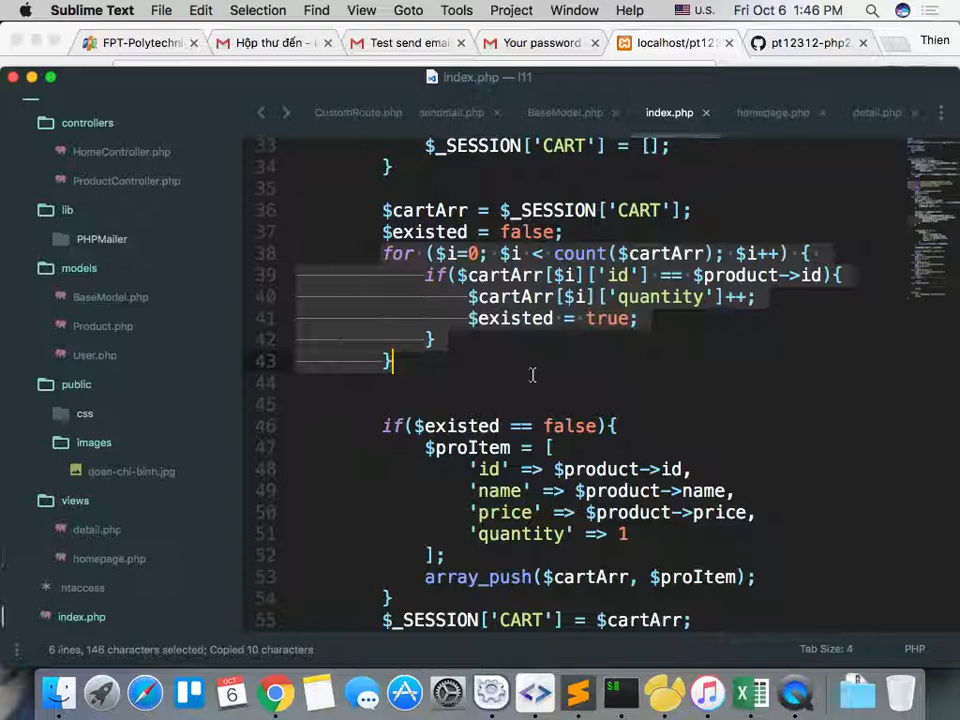 Sublime Text File Edit Selection Find View Goto Tools Project Window Help U.S. Fri Oct 6 1:46 PM
FPT-Polytechni × Hộp thư đến - × Test send emai × Your password × localhost/pt123 × pt12312-php2 × Thien
index.php — l11
CustomRoute.php sendmail.php × BaseModel.php × index.php × homepage.php × detail.php ×
controllers
HomeController.php
ProductController.php
lib
PHPMailer
models
BaseModel.php
Product.php
User.php
public
css
images
qoan-chi-binh.jpg
views
detail.php
homepage.php
.htaccess
index.php
33 $_SESSION['CART'] = [];
34 }
35
36 $cartArr = $_SESSION['CART'];
37 $existed = false;
38 for ($i=0; $i < count($cartArr); $i++) {
39 if($cartArr[$i]['id'] == $product->id){
40 $cartArr[$i]['quantity']++;
41 $existed = true;
42 }
43 }
44
45
46 if($existed == false){
47 $proItem = [
48 'id' => $product->id,
49 'name' => $product->name,
50 'price' => $product->price,
51 'quantity' => 1
52 ];
53 array_push($cartArr, $proItem);
54 }
55 $_SESSION['CART'] = $cartArr;
6 lines, 146 characters selected; Copied 10 characters Tab Size: 4 PHP
OCT
6